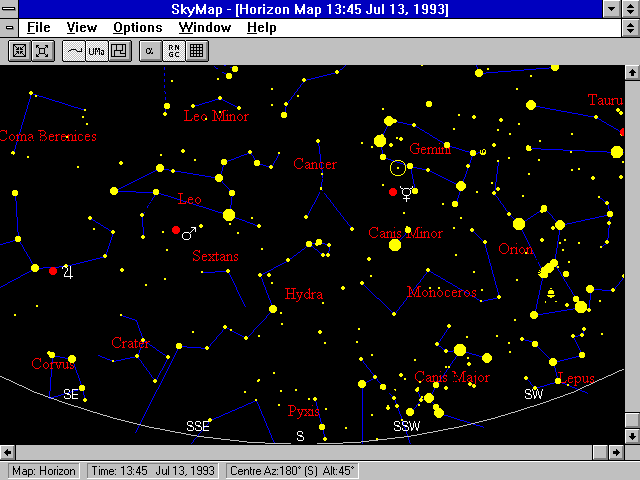 SkyMap - [Horizon Map 13:45 Jul 13, 1993]
File View Options Window Help
UMa α RN GC
Tauru
Leo Minor
Coma Berenices
Gemini
Cancer
Leo
Canis Minor
Orion
Sextans
Hydra
Monoceros
Crater
Corvus
Canis Major
Lepus
SE
SW
Pyxis
SSE
SSW
S
Map: Horizon Time: 13:45 Jul 13, 1993 Centre Az:180° (S) Alt:45°